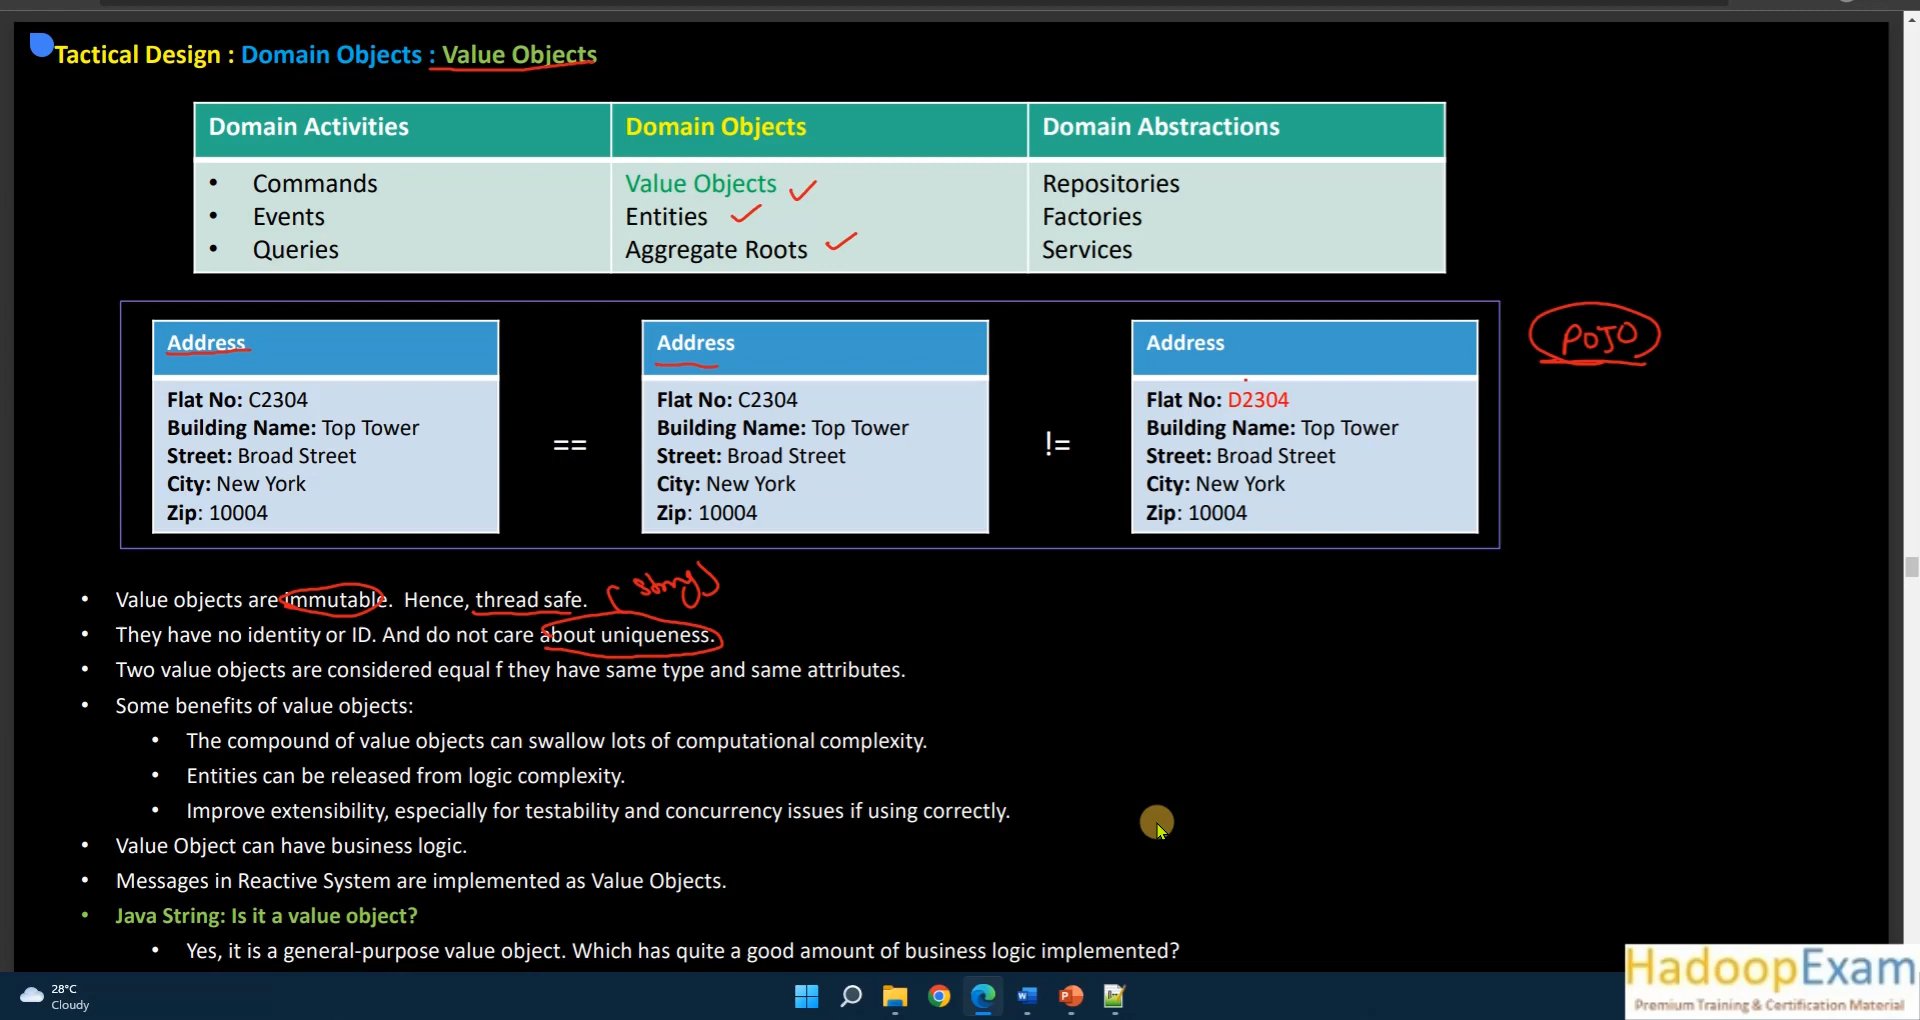 Tactical Design : Domain Objects : Value Objects
Domain Activities
Domain Objects
Domain Abstractions
• Commands
• Events
• Queries
Value Objects
Entities
Aggregate Roots
Repositories
Factories
Services
Address
Flat No: C2304
Building Name: Top Tower
Street: Broad Street
City: New York
Zip: 10004
==
Address
Flat No: C2304
Building Name: Top Tower
Street: Broad Street
City: New York
Zip: 10004
!=
Address
Flat No: D2304
Building Name: Top Tower
Street: Broad Street
City: New York
Zip: 10004
POJO
• Value objects are immutable. Hence, thread safe. (String)
• They have no identity or ID. And do not care about uniqueness.
• Two value objects are considered equal f they have same type and same attributes.
• Some benefits of value objects:
• The compound of value objects can swallow lots of computational complexity.
• Entities can be released from logic complexity.
• Improve extensibility, especially for testability and concurrency issues if using correctly.
• Value Object can have business logic.
• Messages in Reactive System are implemented as Value Objects.
• Java String: Is it a value object?
• Yes, it is a general-purpose value object. Which has quite a good amount of business logic implemented?
HadoopExam
Premium Training & Certification Material
28°C
Cloudy